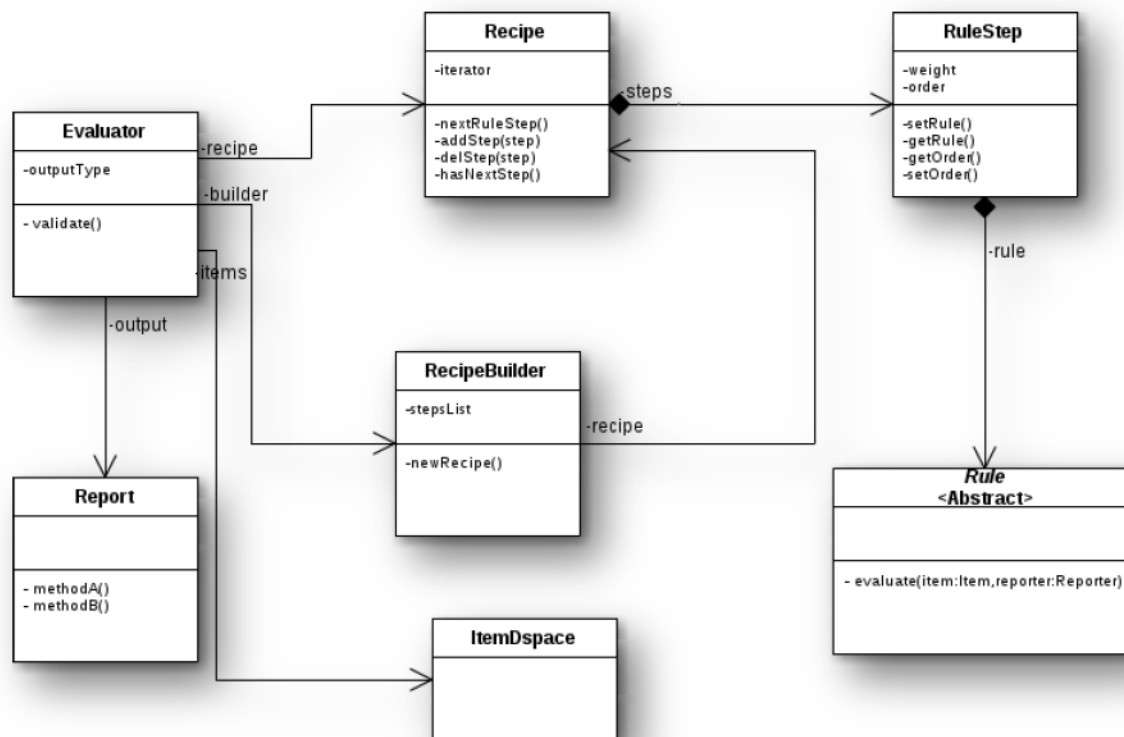 Recipe
-iterator
-nextRuleStep()
-addStep(step)
-delStep(step)
-hasNextStep()
-steps
RuleStep
-weight
-order
-setRule()
-getRule()
-getOrder()
-setOrder()
Evaluator
-outputType
- validate()
-recipe
-builder
-items
-output
-rule
RecipeBuilder
-stepsList
-newRecipe()
-recipe
Report
- methodA()
- methodB()
Rule
<Abstract>
- evaluate(item:Item,reporter:Reporter)
ItemDspace